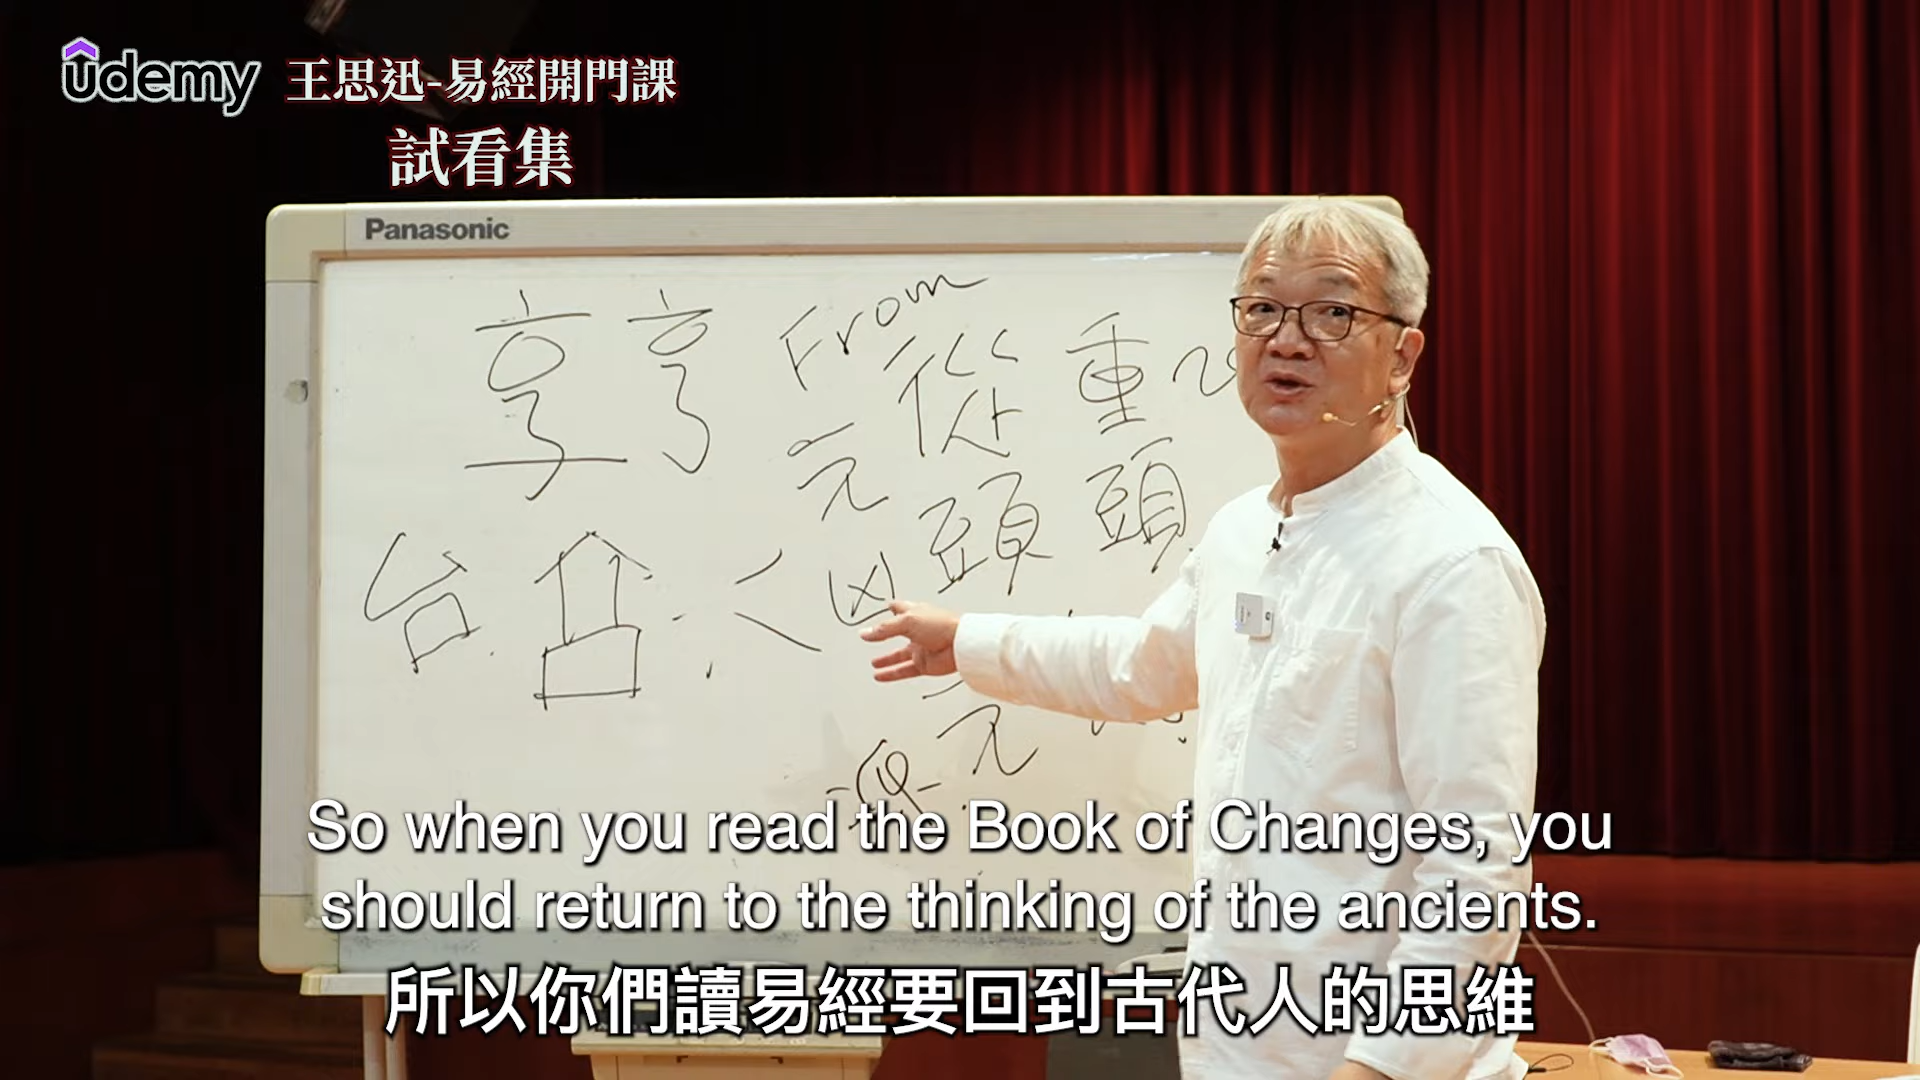 udemy 王思迅-易經開門課
試看集
Panasonic
享 亨 From 從 重
元 頭 頭
台 凶
元
So when you read the Book of Changes, you
should return to the thinking of the ancients.
所以你們讀易經要回到古代人的思維